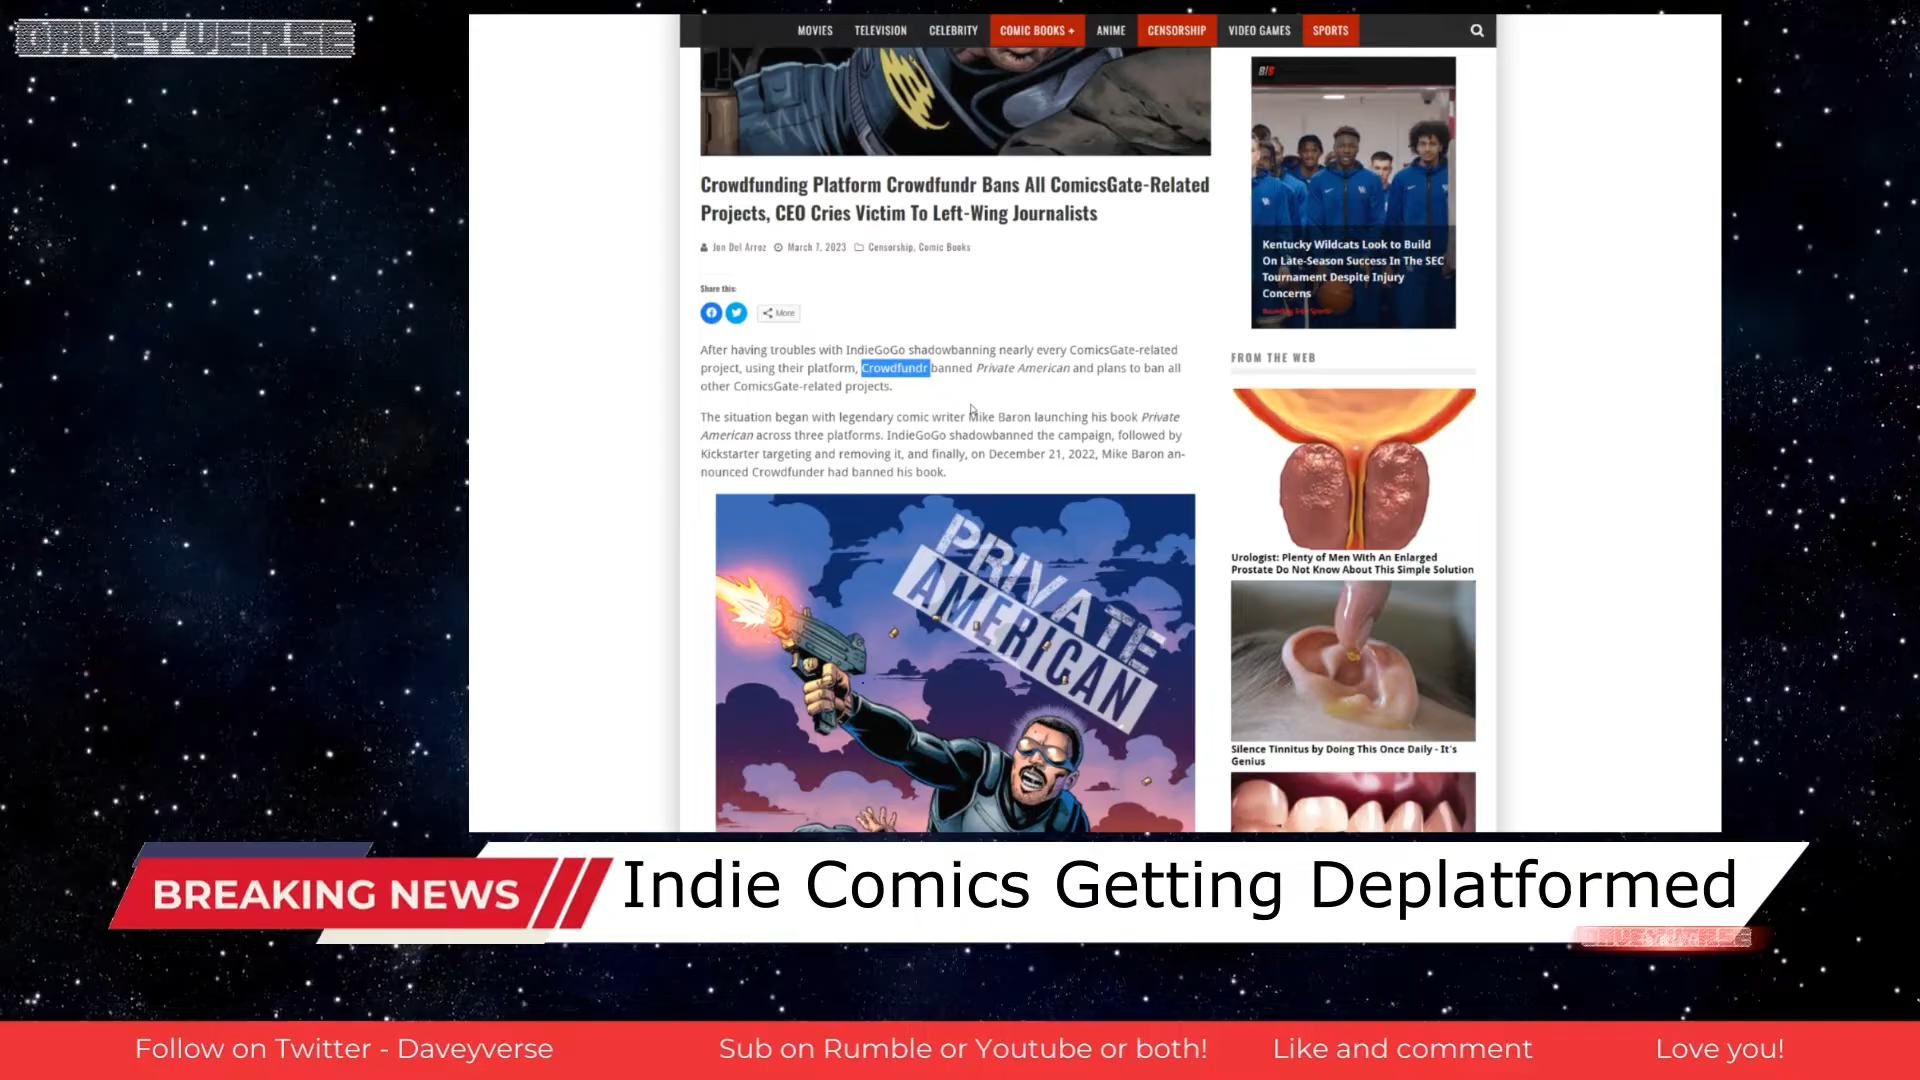 DAVEYVERSE
MOVIES TELEVISION CELEBRITY COMIC BOOKS + ANIME CENSORSHIP VIDEO GAMES SPORTS
Crowdfunding Platform Crowdfundr Bans All ComicsGate-Related
Projects, CEO Cries Victim To Left-Wing Journalists
Jon Del Arroz March 7, 2023 Censorship, Comic Books
Share this:
More
After having troubles with IndieGoGo shadowbanning nearly every ComicsGate-related
project, using their platform, Crowdfundr banned Private American and plans to ban all
other ComicsGate-related projects.
The situation began with legendary comic writer Mike Baron launching his book Private
American across three platforms. IndieGoGo shadowbanned the campaign, followed by
Kickstarter targeting and removing it, and finally, on December 21, 2022, Mike Baron an-
nounced Crowdfunder had banned his book.
PRIVATE
AMERICAN
B/S
Kentucky Wildcats Look to Build
On Late-Season Success In The SEC
Tournament Despite Injury
Concerns
FROM THE WEB
Urologist: Plenty of Men With An Enlarged
Prostate Do Not Know About This Simple Solution
Silence Tinnitus by Doing This Once Daily - It's
Genius
BREAKING NEWS
Indie Comics Getting Deplatformed
Follow on Twitter - Daveyverse Sub on Rumble or Youtube or both! Like and comment Love you!